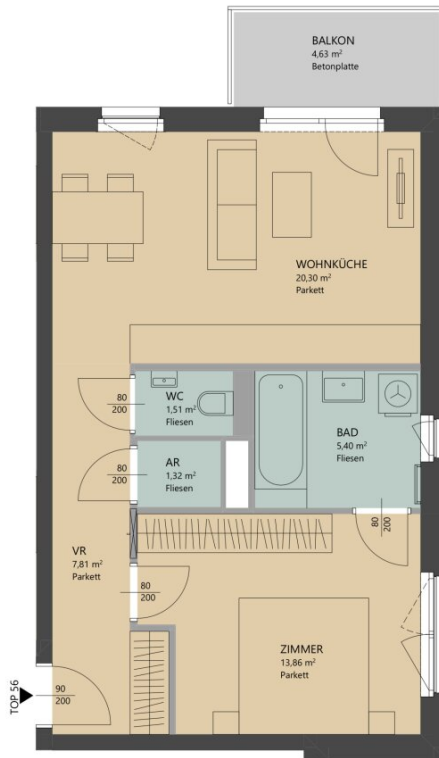 BALKON
4,63 m²
Betonplatte
WOHNKÜCHE
20,30 m²
Parkett
WC
1,51 m²
Fliesen
80
200
BAD
5,40 m²
Fliesen
AR
1,32 m²
Fliesen
80
200
80
200
VR
7,81 m²
Parkett
80
200
ZIMMER
13,86 m²
Parkett
90
200
TOP 56